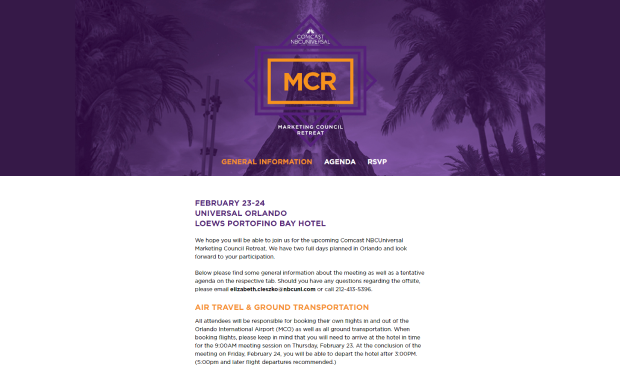 COMCAST
NBCUNIVERSAL
MCR
MARKETING COUNCIL
RETREAT
GENERAL INFORMATION AGENDA RSVP
FEBRUARY 23-24
UNIVERSAL ORLANDO
LOEWS PORTOFINO BAY HOTEL
We hope you will be able to join us for the upcoming Comcast NBCUniversal
Marketing Council Retreat. We have two full days planned in Orlando and look
forward to your participation.
Below please find some general information about the meeting as well as a tentative
agenda on the respective tab. Should you have any questions regarding the offsite,
please email elizabeth.cieszko@nbcuni.com or call 212-413-5396.
AIR TRAVEL & GROUND TRANSPORTATION
All attendees will be responsible for booking their own flights in and out of the
Orlando International Airport (MCO) as well as all ground transportation. When
booking flights, please keep in mind that you will need to arrive at the hotel in time
for the 9:00AM meeting session on Thursday, February 23. At the conclusion of the
meeting on Friday, February 24, you will be able to depart the hotel after 3:00PM.
(5:00pm and later flight departures recommended.)